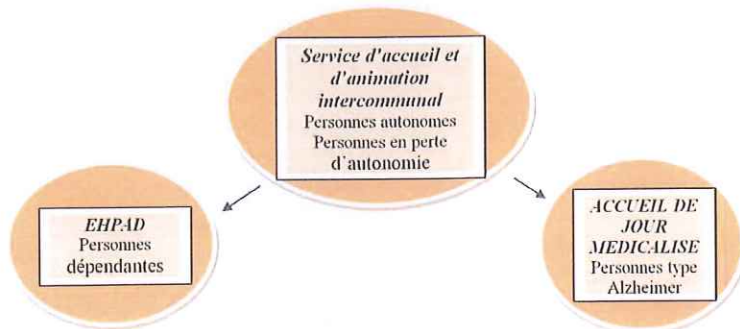 Service d'accueil et
d'animation
intercommunal
Personnes autonomes
Personnes en perte
d'autonomie
EHPAD
Personnes
dépendantes
ACCUEIL DE
JOUR
MEDICALISE
Personnes type
Alzheimer